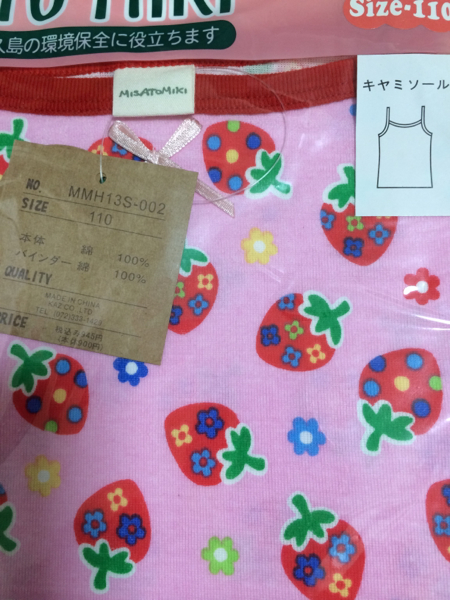 Size-110
島の環境保全に役立ちます
MISATOMIKI
キャミソール
NO. MMH13S-002
SIZE 110
本体 綿 100%
バインダー 綿 100%
QUALITY
MADE IN CHINA
PRICE